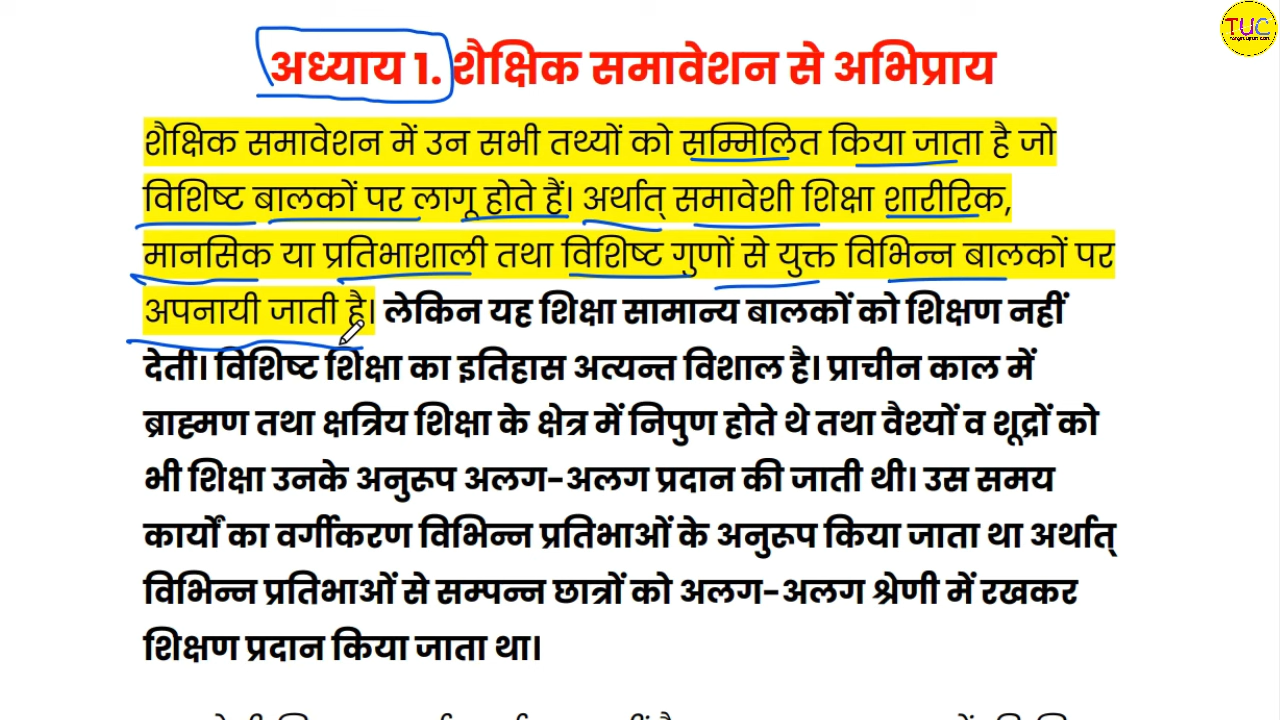 TUC
अध्याय 1. शैक्षिक समावेशन से अभिप्राय
शैक्षिक समावेशन में उन सभी तथ्यों को सम्मिलित किया जाता है जो
विशिष्ट बालकों पर लागू होते हैं। अर्थात् समावेशी शिक्षा शारीरिक,
मानसिक या प्रतिभाशाली तथा विशिष्ट गुणों से युक्त विभिन्न बालकों पर
अपनायी जाती है। लेकिन यह शिक्षा सामान्य बालकों को शिक्षण नहीं
देती। विशिष्ट शिक्षा का इतिहास अत्यन्त विशाल है। प्राचीन काल में
ब्राह्मण तथा क्षत्रिय शिक्षा के क्षेत्र में निपुण होते थे तथा वैश्यों व शूद्रों को
भी शिक्षा उनके अनुरूप अलग-अलग प्रदान की जाती थी। उस समय
कार्यों का वर्गीकरण विभिन्न प्रतिभाओं के अनुरूप किया जाता था अर्थात्
विभिन्न प्रतिभाओं से सम्पन्न छात्रों को अलग-अलग श्रेणी में रखकर
शिक्षण प्रदान किया जाता था।